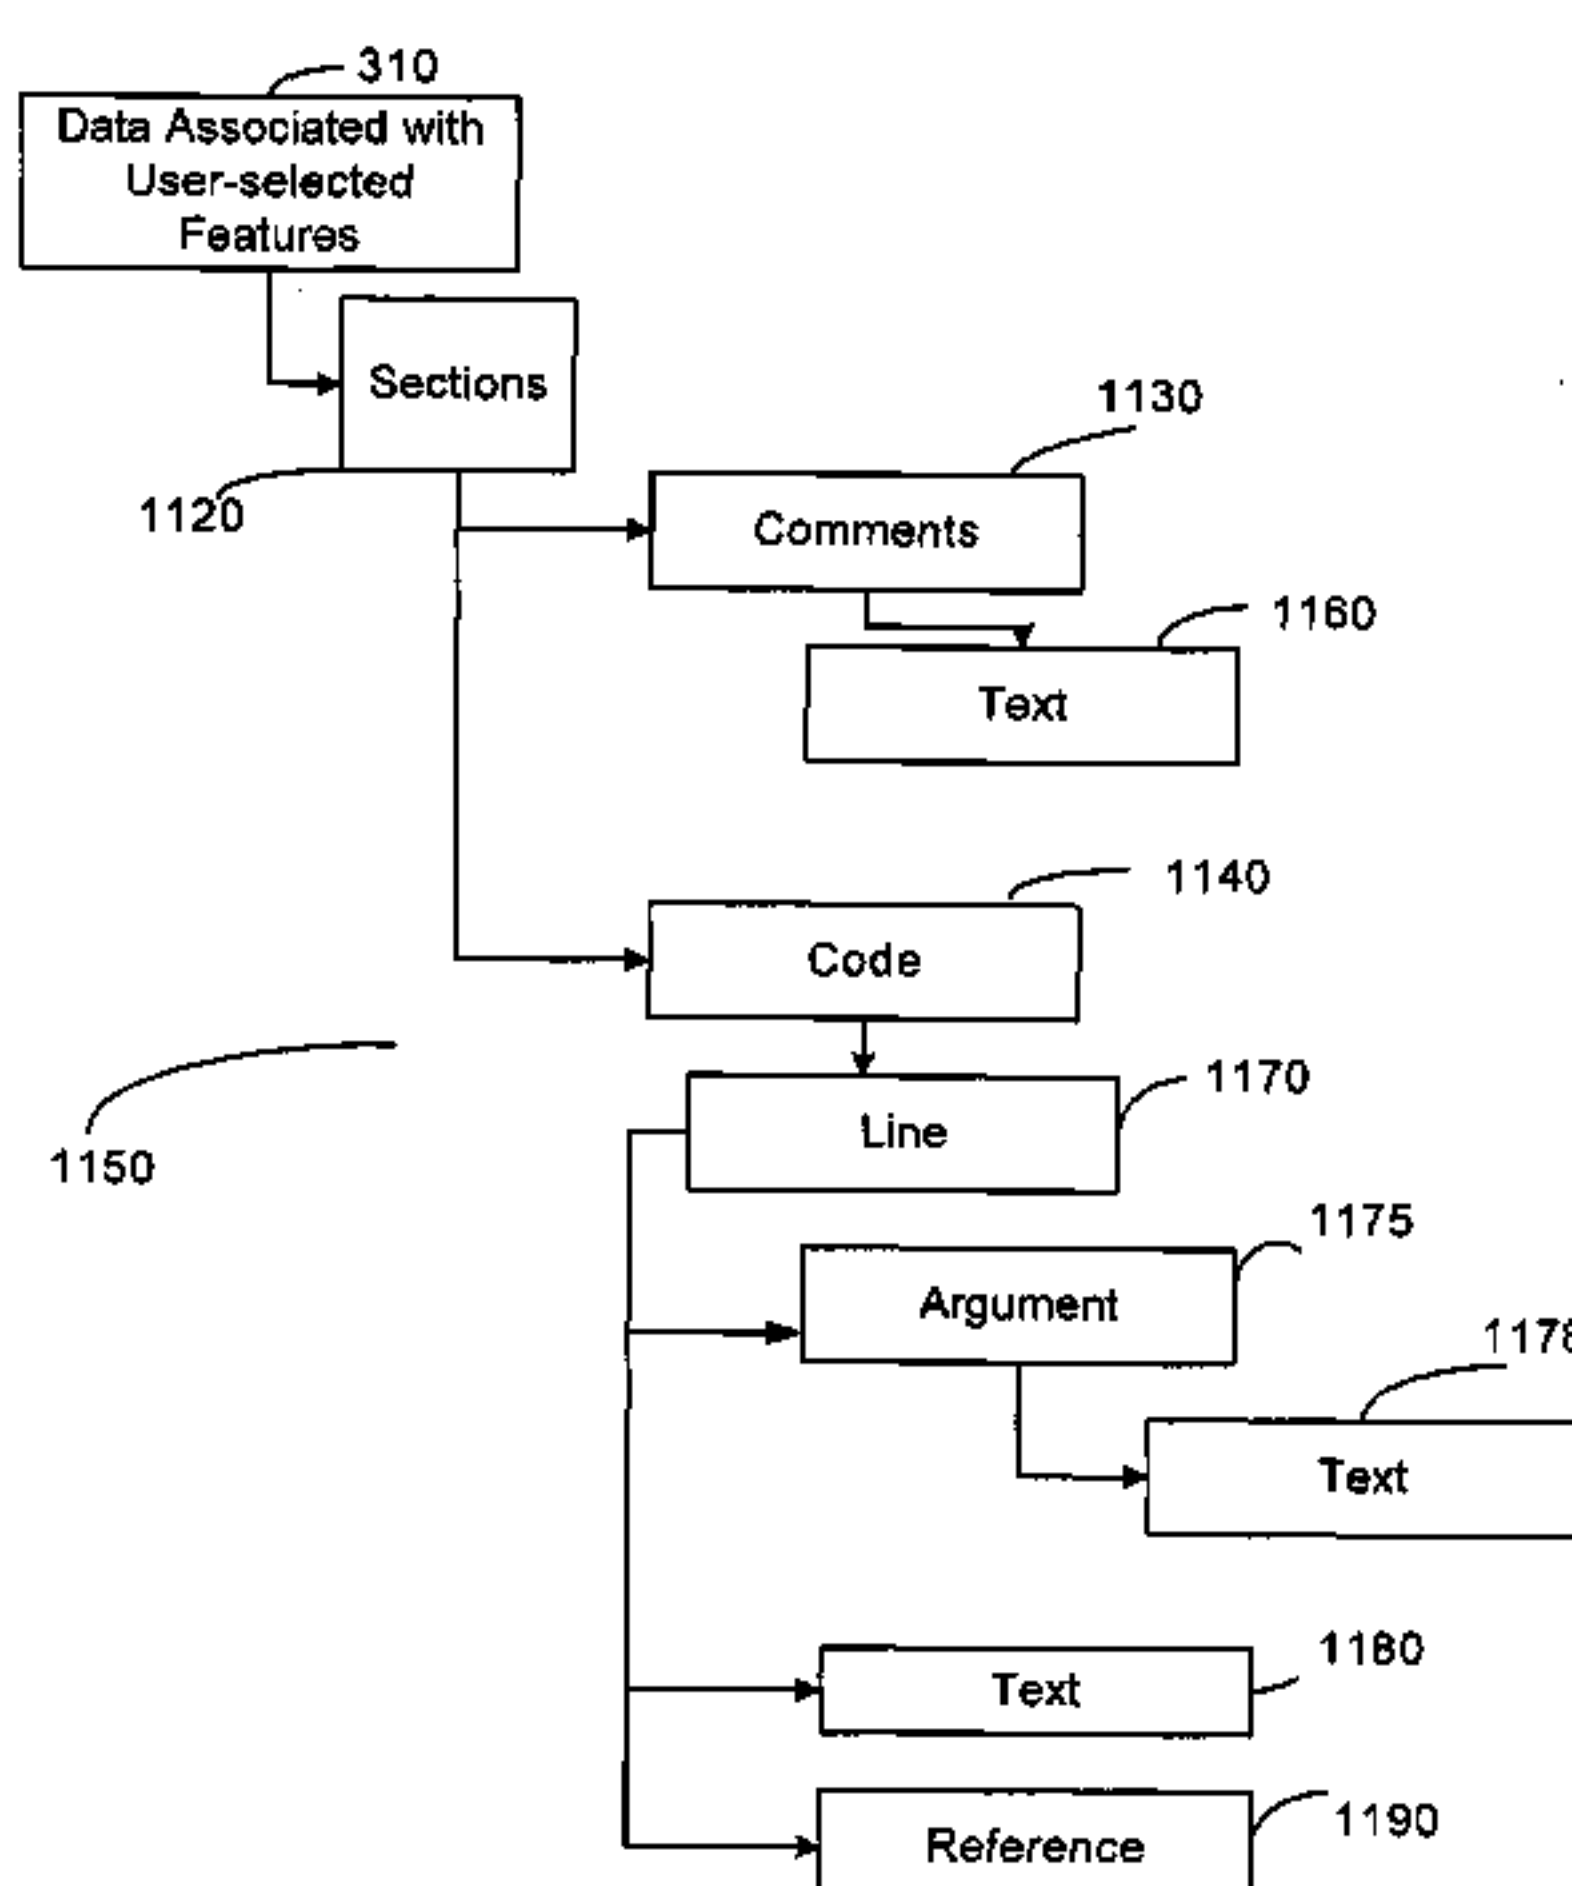 310
Data Associated with
User-selected
Features
Sections
1120
1130
Comments
1160
Text
1140
Code
1150
1170
Line
1175
Argument
1178
Text
1180
Text
1190
Reference